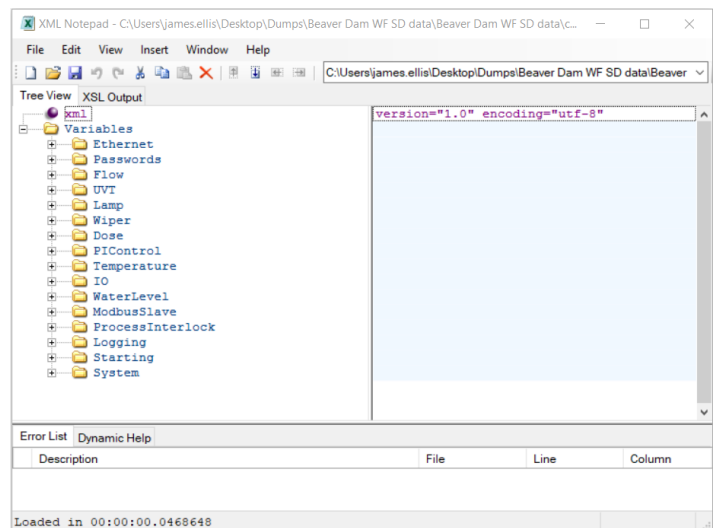 XML Notepad - C:\Users\james.ellis\Desktop\Dumps\Beaver Dam WF SD data\Beaver Dam WF SD data\c...
File Edit View Insert Window Help
C:\Users\james.ellis\Desktop\Dumps\Beaver Dam WF SD data\Beaver
Tree View XSL Output
xml version="1.0" encoding="utf-8"
Variables
Ethernet
Passwords
Flow
UVT
Lamp
Wiper
Dose
PIControl
Temperature
IO
WaterLevel
ModbusSlave
ProcessInterlock
Logging
Starting
System
Error List Dynamic Help
Description File Line Column
Loaded in 00:00:00.0468648